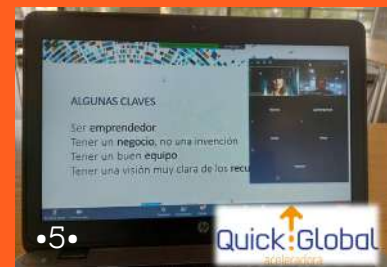 ALGUNAS CLAVES
Ser emprendedor
Tener un negocio, no una invención
Tener un buen equipo
Tener una visión muy clara de los recu
•5•
Quick Global
aceleradora